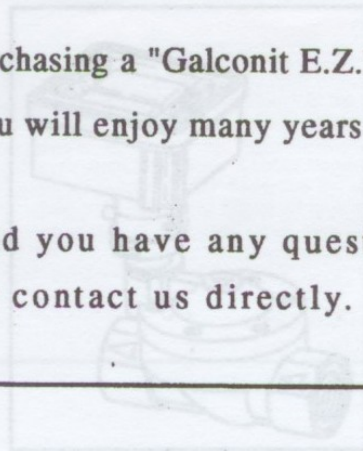 chasing a "Galconit E.Z.
u will enjoy many years
d you have any ques
contact us directly.